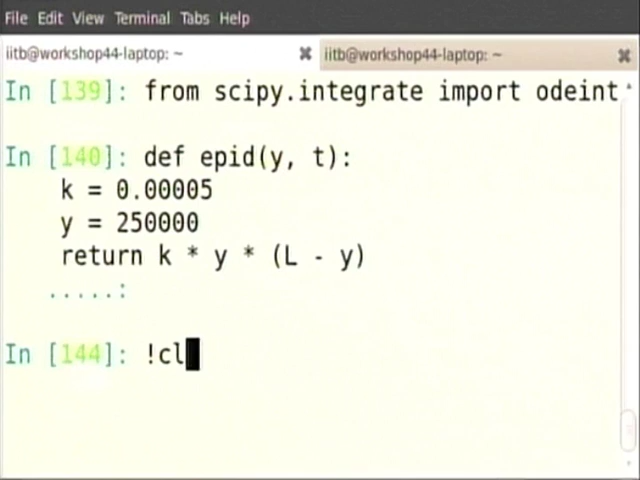 File Edit View Terminal Tabs Help
iitb@workshop44-laptop: ~ ✖ iitb@workshop44-laptop: ~ ✖
In [139]: from scipy.integrate import odeint
In [140]: def epid(y, t):
k = 0.00005
y = 250000
return k * y * (L - y)
.....:
In [144]: !cl